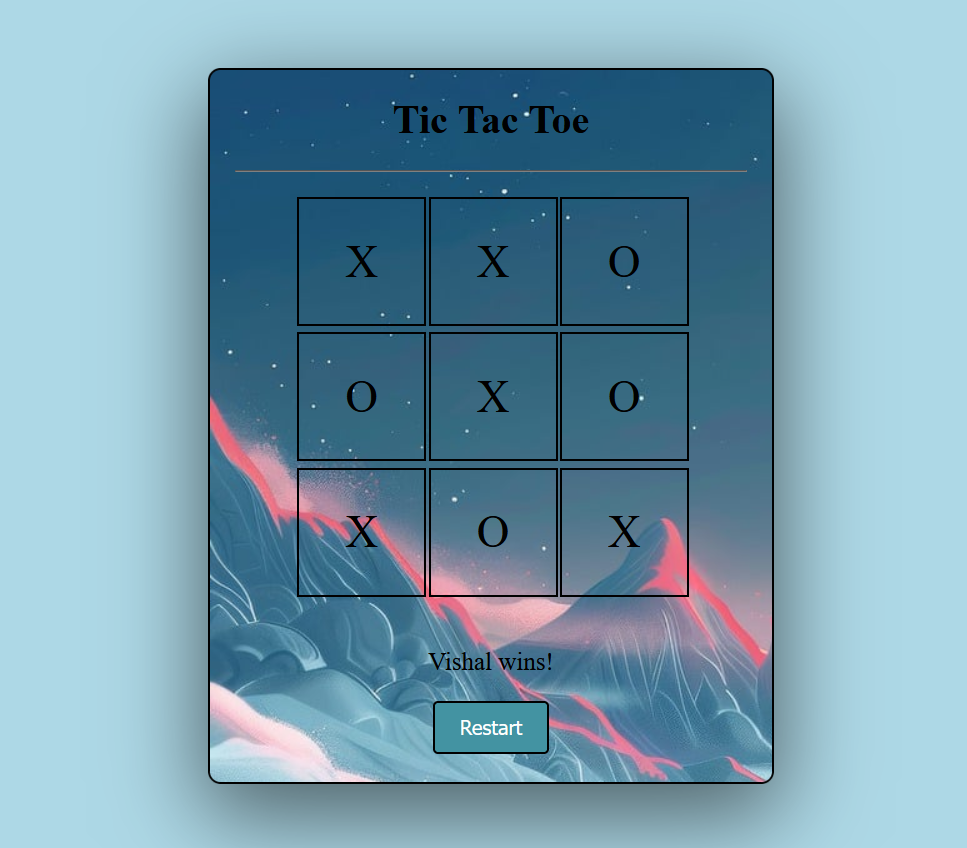 Tic Tac Toe
X X O
O X O
X O X
Vishal wins!
Restart